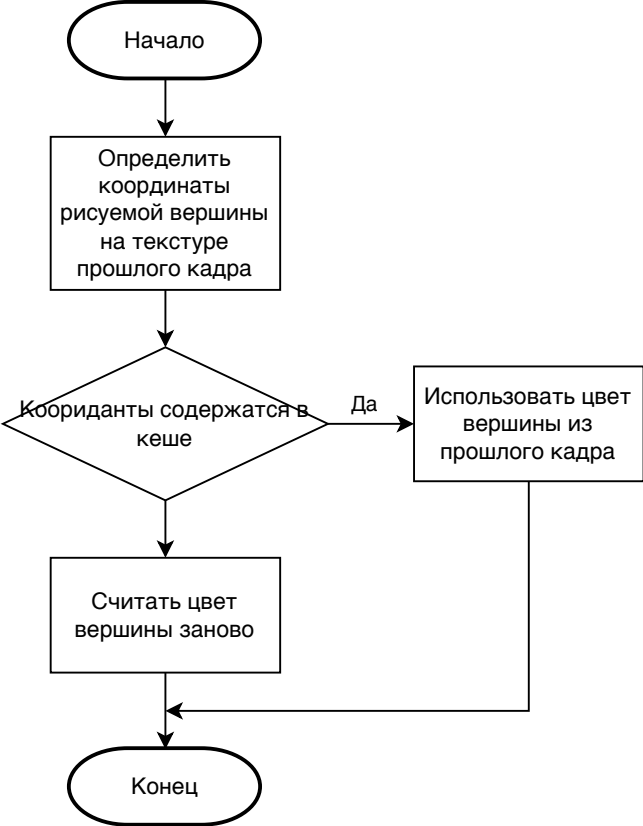 Начало
Определить
координаты
рисуемой вершины
на текстуре
прошлого кадра
Коориданты содержатся в
кеше
Да
Использовать цвет
вершины из
прошлого кадра
Считать цвет
вершины заново
Конец